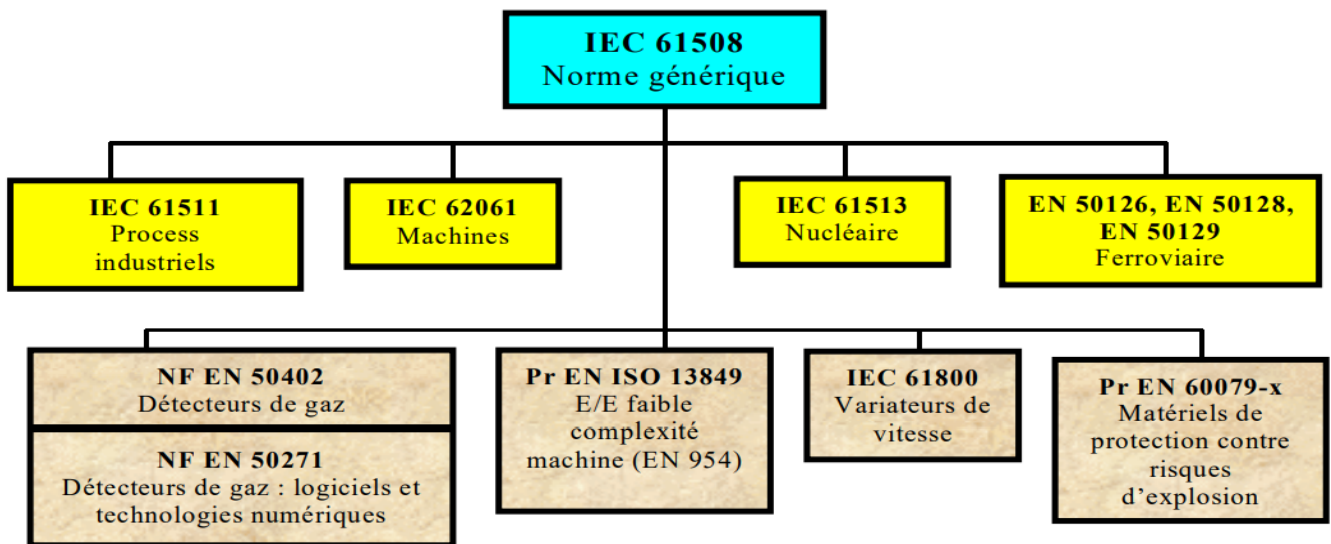 IEC 61508
Norme générique
IEC 61511
Process
industriels
IEC 62061
Machines
IEC 61513
Nucléaire
EN 50126, EN 50128,
EN 50129
Ferroviaire
NF EN 50402
Détecteurs de gaz
NF EN 50271
Détecteurs de gaz : logiciels et
technologies numériques
Pr EN ISO 13849
E/E faible
complexité
machine (EN 954)
IEC 61800
Variateurs de
vitesse
Pr EN 60079-x
Matériels de
protection contre
risques
d’explosion